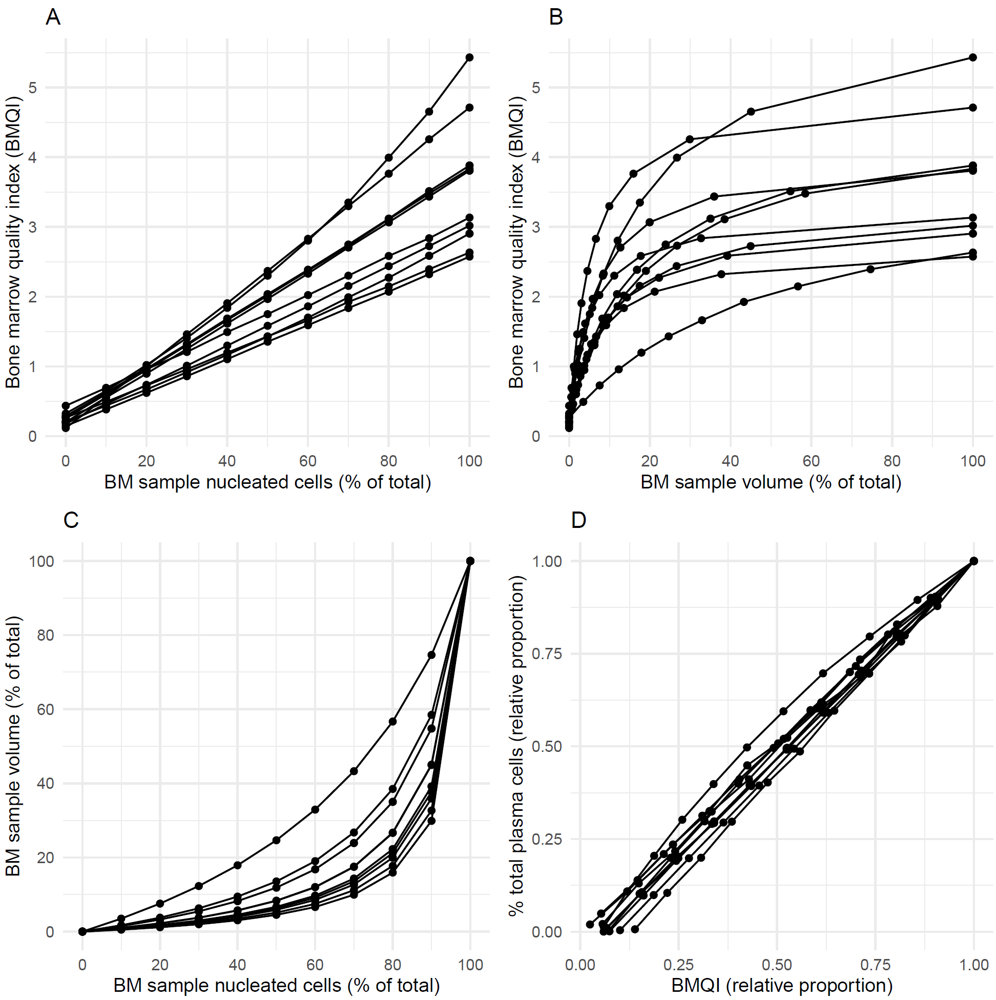 A
Bone marrow quality index (BMQI)
5
4
3
2
1
0
0 20 40 60 80 100
BM sample nucleated cells (% of total)
B
Bone marrow quality index (BMQI)
5
4
3
2
1
0
0 20 40 60 80 100
BM sample volume (% of total)
C
BM sample volume (% of total)
100
80
60
40
20
0
0 20 40 60 80 100
BM sample nucleated cells (% of total)
D
% total plasma cells (relative proportion)
1.00
0.75
0.50
0.25
0.00
0.00 0.25 0.50 0.75 1.00
BMQI (relative proportion)